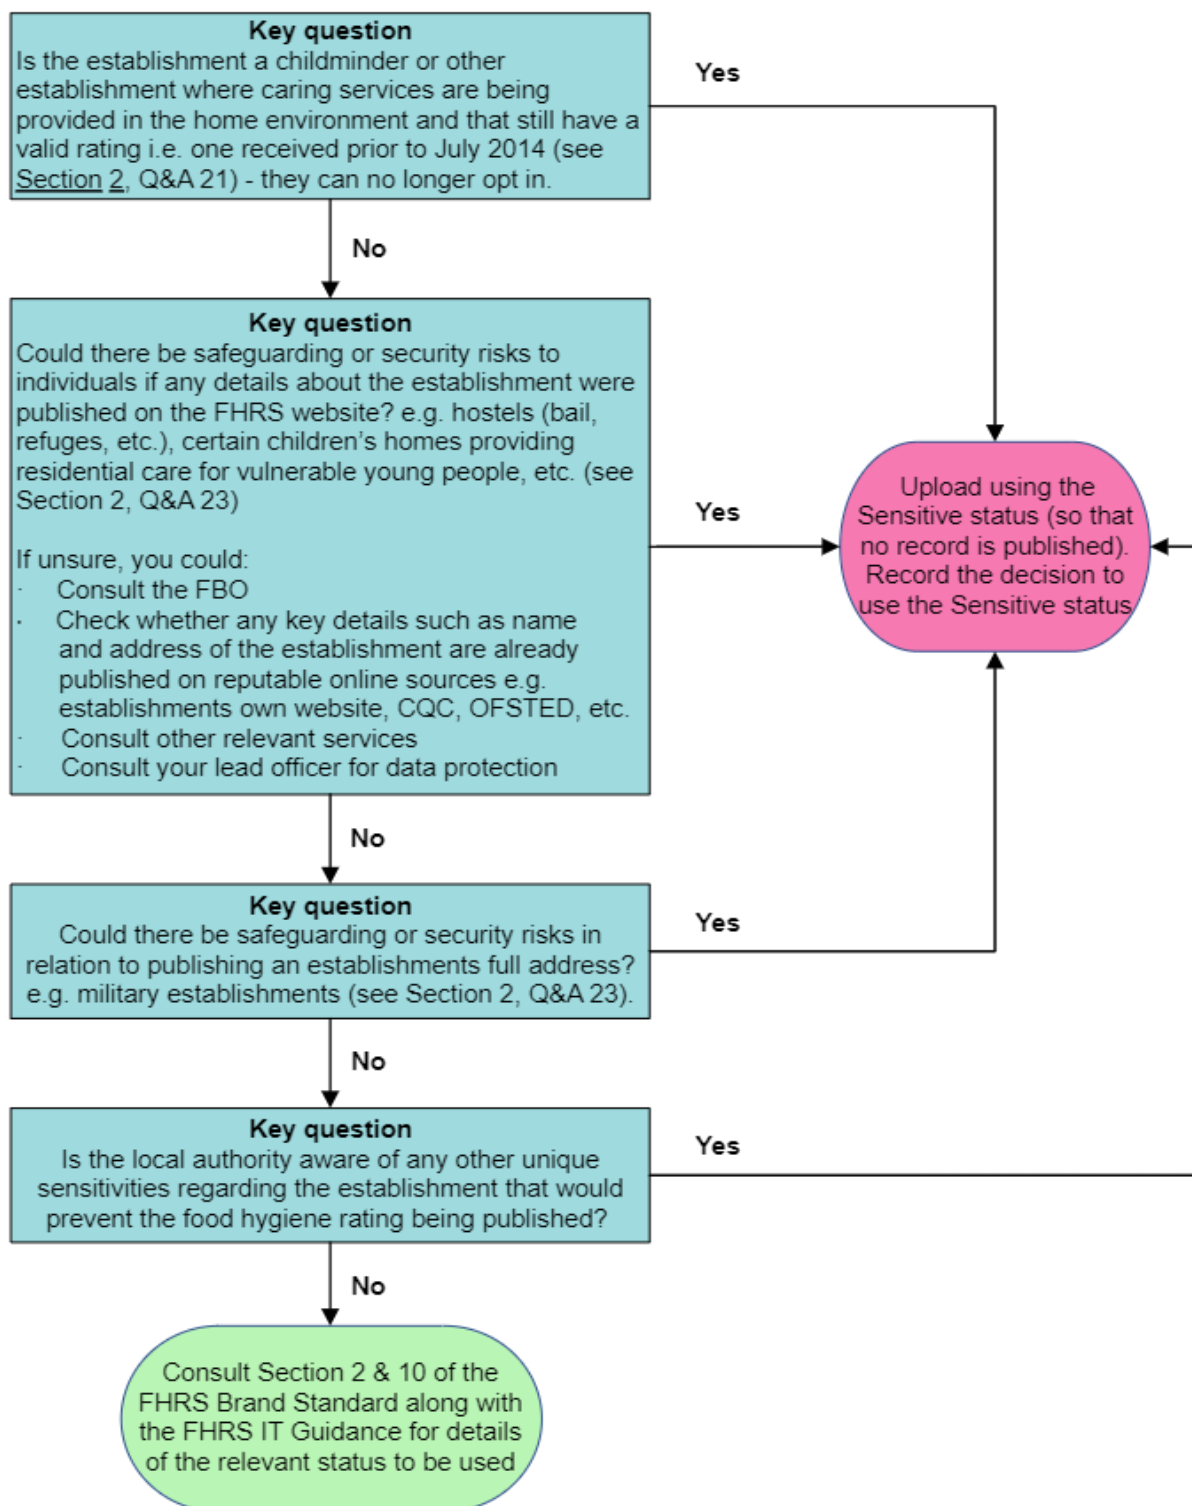 Key question
Is the establishment a childminder or other
establishment where caring services are being
provided in the home environment and that still have a
valid rating i.e. one received prior to July 2014 (see
Section 2, Q&A 21) - they can no longer opt in.
Yes
No
Key question
Could there be safeguarding or security risks to
individuals if any details about the establishment were
published on the FHRS website? e.g. hostels (bail,
refuges, etc.), certain children's homes providing
residential care for vulnerable young people, etc. (see
Section 2, Q&A 23)
If unsure, you could:
· Consult the FBO
· Check whether any key details such as name
and address of the establishment are already
published on reputable online sources e.g.
establishments own website, CQC, OFSTED, etc.
· Consult other relevant services
· Consult your lead officer for data protection
Yes
Upload using the
Sensitive status (so that
no record is published).
Record the decision to
use the Sensitive status
No
Key question
Could there be safeguarding or security risks in
relation to publishing an establishments full address?
e.g. military establishments (see Section 2, Q&A 23).
Yes
No
Key question
Is the local authority aware of any other unique
sensitivities regarding the establishment that would
prevent the food hygiene rating being published?
Yes
No
Consult Section 2 & 10 of the
FHRS Brand Standard along with
the FHRS IT Guidance for details
of the relevant status to be used